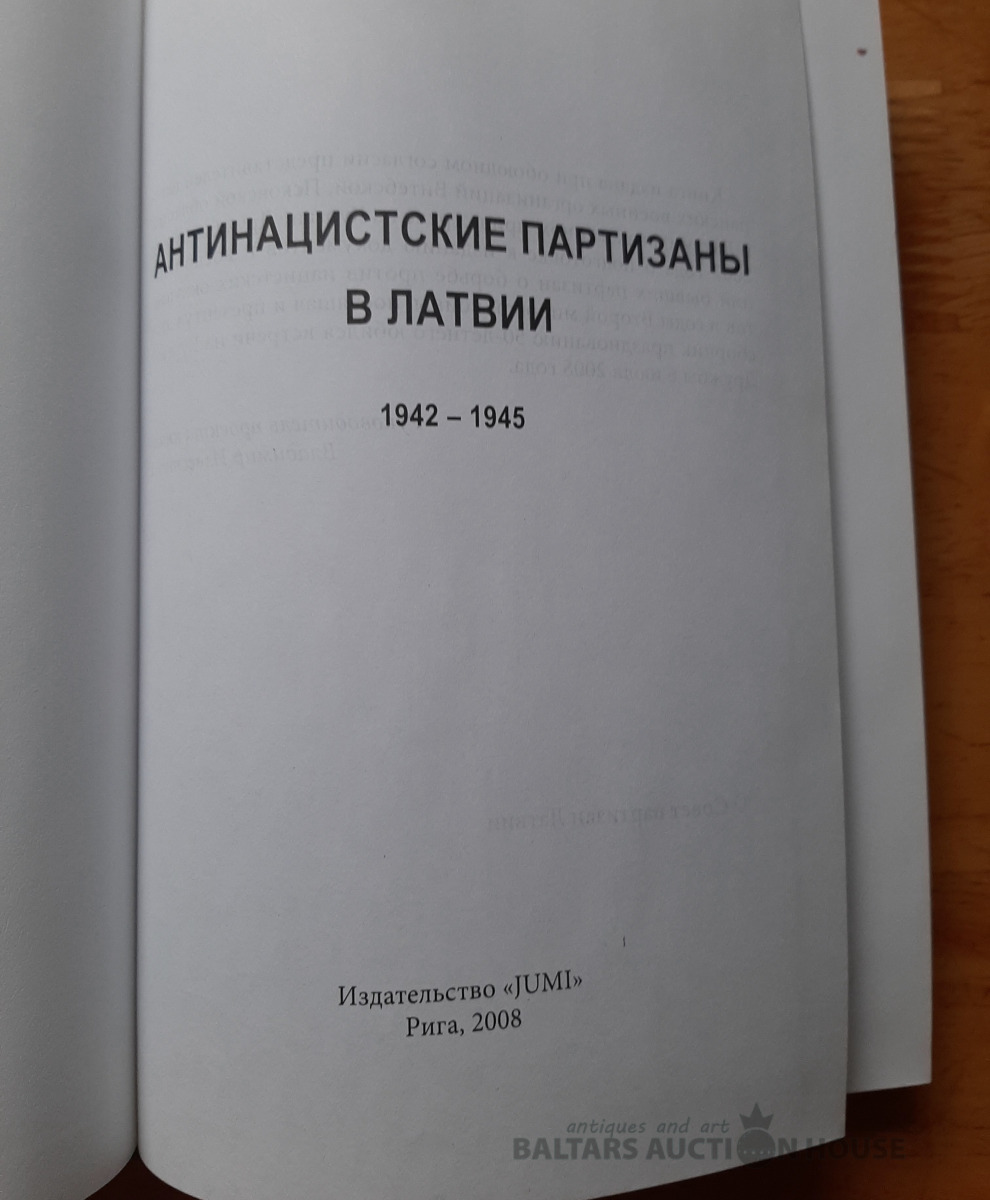 АНТИНАЦИСТСКИЕ ПАРТИЗАНЫ
В ЛАТВИИ
1942 – 1945
Издательство «JUMI»
Рига, 2008
antiques and art
BALTARS AUCTION HOUSE